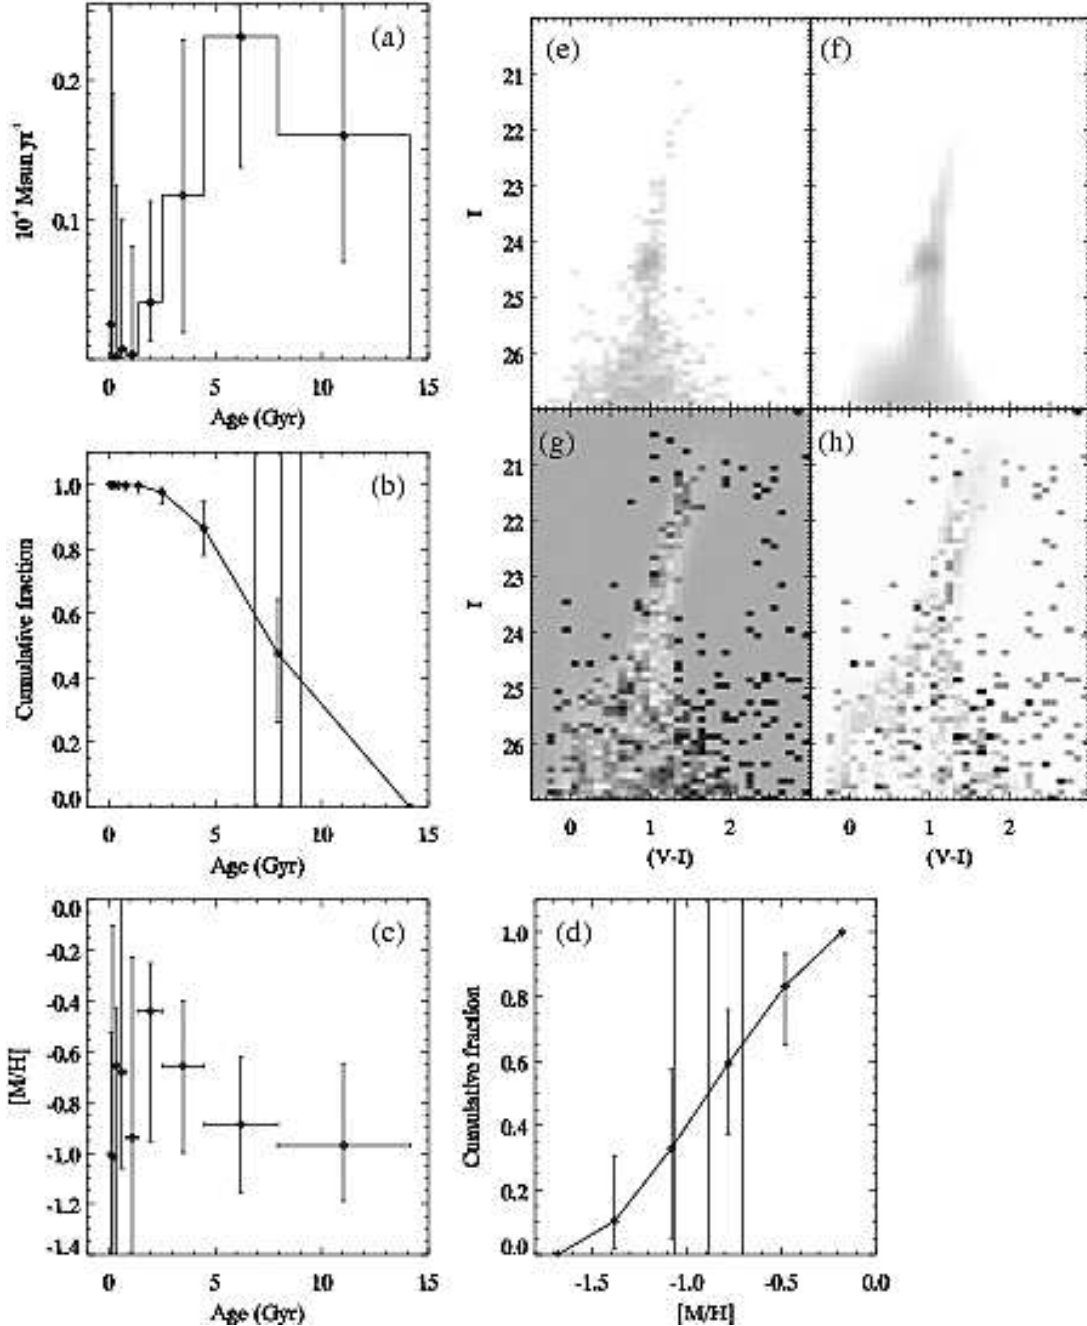 (a)
0.2
0.1
10⁻⁴ Msun yr⁻¹
0 5 10 15
Age (Gyr)
(b)
1.0
0.8
0.6
0.4
0.2
0.0
Cumulative fraction
0 5 10 15
Age (Gyr)
(c)
0.0
-0.2
-0.4
-0.6
-0.8
-1.0
-1.2
-1.4
[M/H]
0 5 10 15
Age (Gyr)
(e)
(f)
21
22
23
24
25
26
I
(g)
(h)
21
22
23
24
25
26
I
0 1 2
(V-I)
0 1 2
(V-I)
(d)
1.0
0.8
0.6
0.4
0.2
0.0
Cumulative fraction
-1.5 -1.0 -0.5 0.0
[M/H]